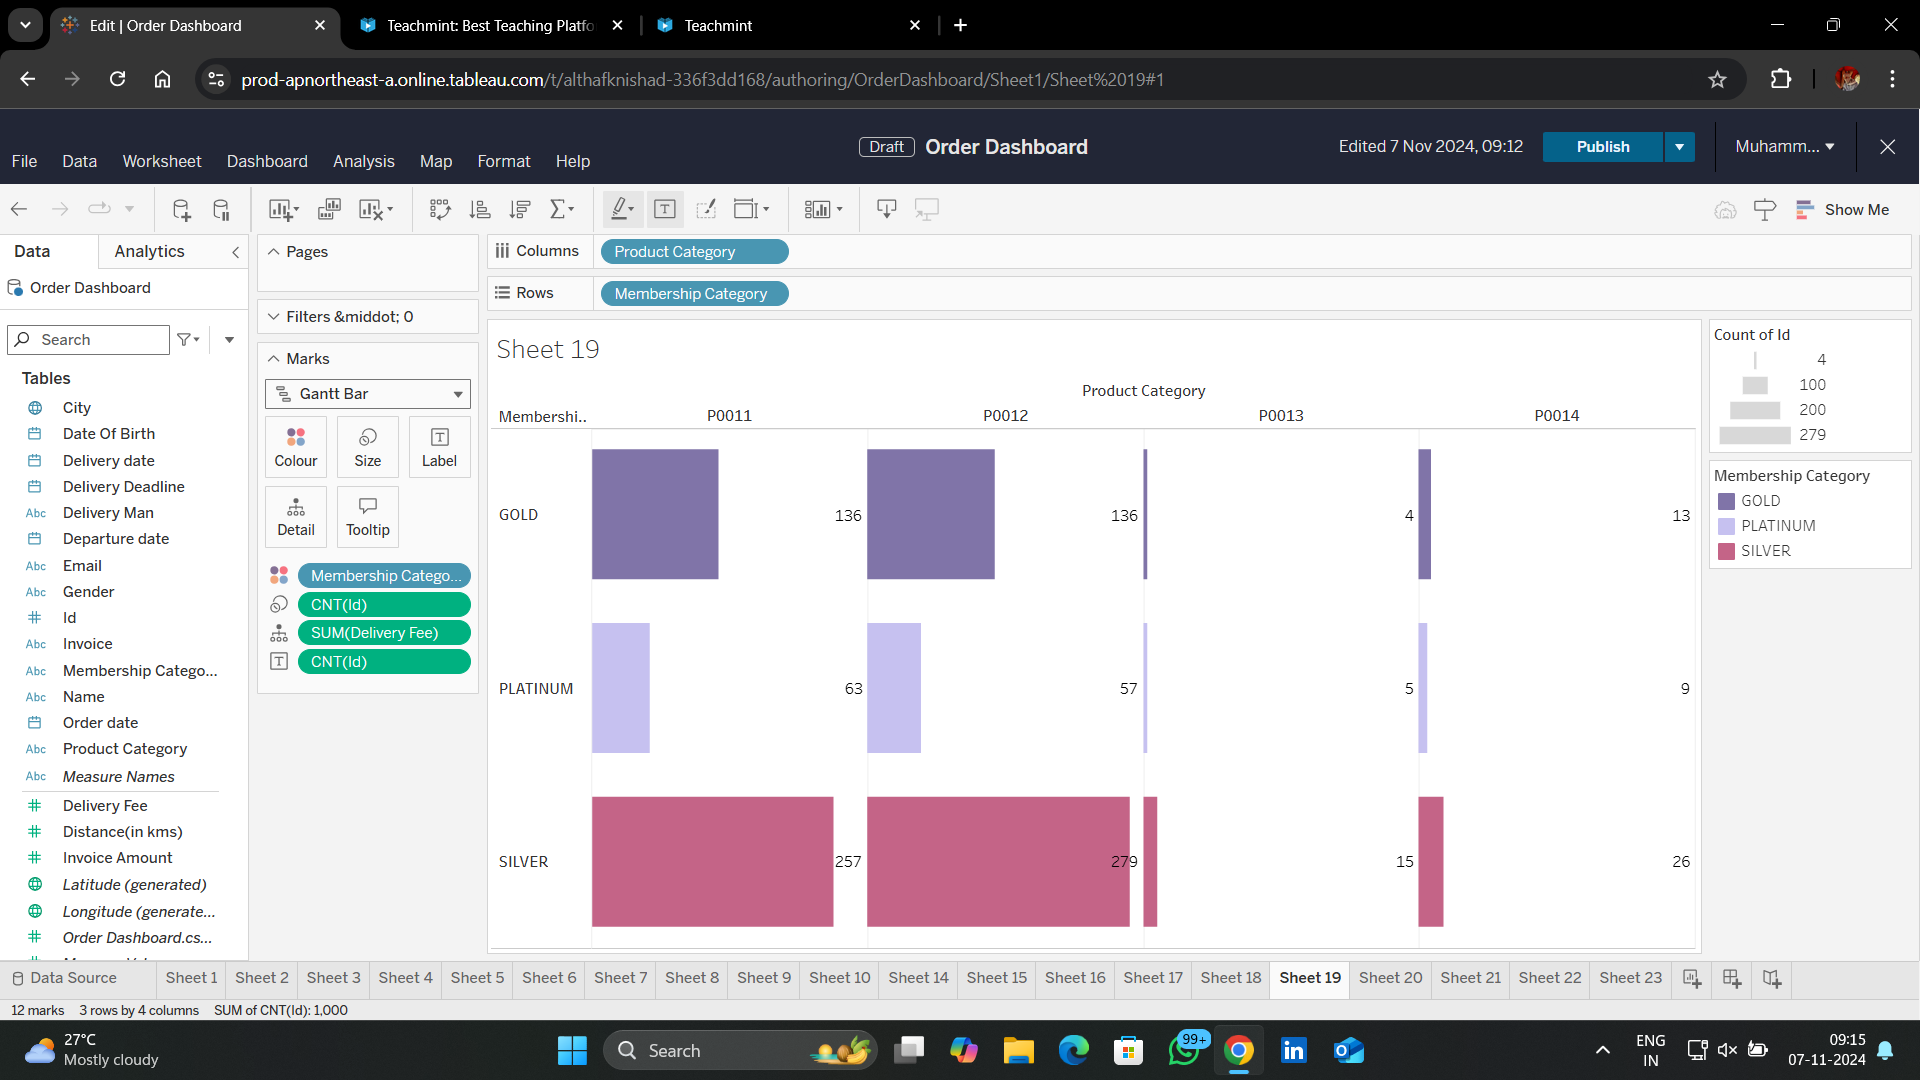 Edit | Order Dashboard
Teachmint: Best Teaching Platfo
Teachmint
prod-apnortheast-a.online.tableau.com/t/althafknishad-336f3dd168/authoring/OrderDashboard/Sheet1/Sheet%2019#1
Draft Order Dashboard
Edited 7 Nov 2024, 09:12
Publish
Muhamm...
File Data Worksheet Dashboard Analysis Map Format Help
Show Me
Data Analytics
Order Dashboard
Search
Tables
City
Date Of Birth
Delivery date
Delivery Deadline
Abc Delivery Man
Departure date
Abc Email
Abc Gender
Id
Abc Invoice
Abc Membership Catego...
Abc Name
Order date
Abc Product Category
Abc Measure Names
Delivery Fee
Distance(in kms)
Invoice Amount
Latitude (generated)
Longitude (generate...
Order Dashboard.cs...
Pages
Filters &middot; 0
Marks
Gantt Bar
Colour Size Label
Detail Tooltip
Membership Catego...
CNT(Id)
SUM(Delivery Fee)
CNT(Id)
Columns Product Category
Rows Membership Category
Sheet 19
Product Category
Membershi.. P0011 P0012 P0013 P0014
GOLD 136 136 4 13
PLATINUM 63 57 5 9
SILVER 257 279 15 26
Count of Id
4
100
200
279
Membership Category
GOLD
PLATINUM
SILVER
Data Source Sheet 1 Sheet 2 Sheet 3 Sheet 4 Sheet 5 Sheet 6 Sheet 7 Sheet 8 Sheet 9 Sheet 10 Sheet 14 Sheet 15 Sheet 16 Sheet 17 Sheet 18 Sheet 19 Sheet 20 Sheet 21 Sheet 22 Sheet 23
12 marks 3 rows by 4 columns SUM of CNT(Id): 1,000
27°C
Mostly cloudy
Search
99+
ENG
IN
09:15
07-11-2024